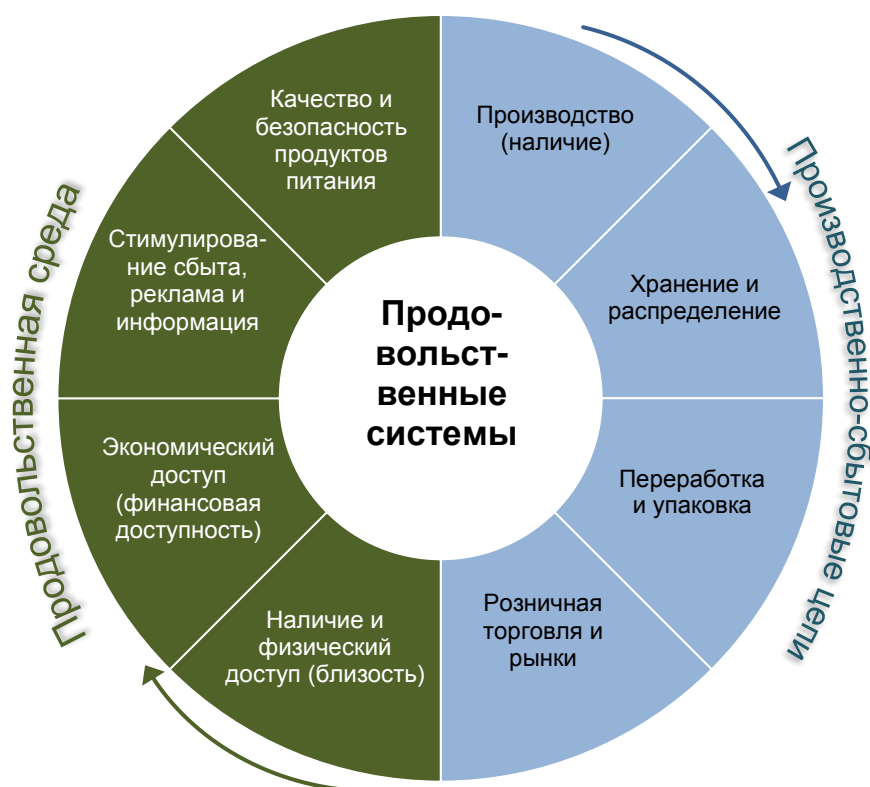 Продо-
вольст-
венные
системы
Производственно-сбытовые цепи
Производство
(наличие)
Хранение и
распределение
Переработка
и упаковка
Розничная
торговля и
рынки
Продовольственная среда
Наличие и
физический
доступ (близость)
Экономический
доступ
(финансовая
доступность)
Стимулирова-
ние сбыта,
реклама и
информация
Качество и
безопасность
продуктов
питания